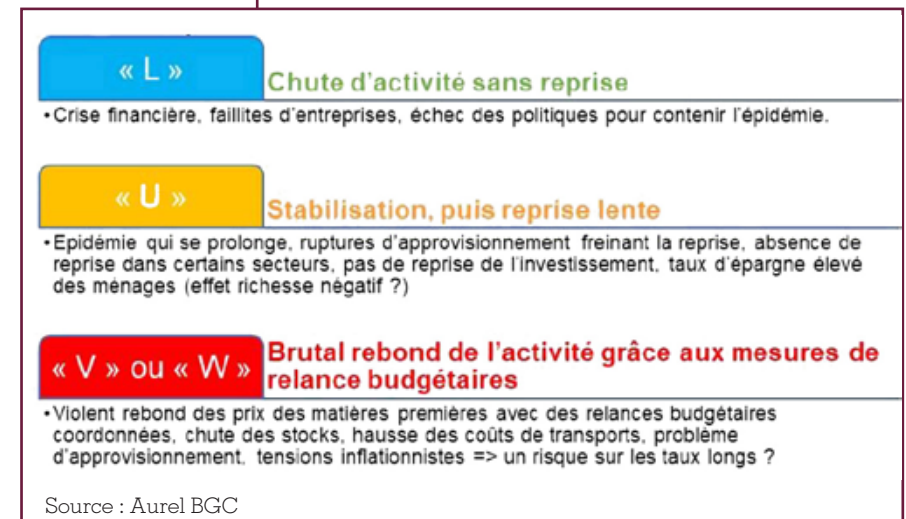 « L »
Chute d'activité sans reprise
•Crise financière, faillites d'entreprises, échec des politiques pour contenir l'épidémie.
« U »
Stabilisation, puis reprise lente
•Epidémie qui se prolonge, ruptures d'approvisionnement freinant la reprise, absence de
reprise dans certains secteurs, pas de reprise de l'investissement, taux d'épargne élevé
des ménages (effet richesse négatif ?)
« V » ou « W »
Brutal rebond de l'activité grâce aux mesures de
relance budgétaires
•Violent rebond des prix des matières premières avec des relances budgétaires
coordonnées, chute des stocks, hausse des coûts de transports, problème
d'approvisionnement, tensions inflationnistes => un risque sur les taux longs ?
Source : Aurel BGC